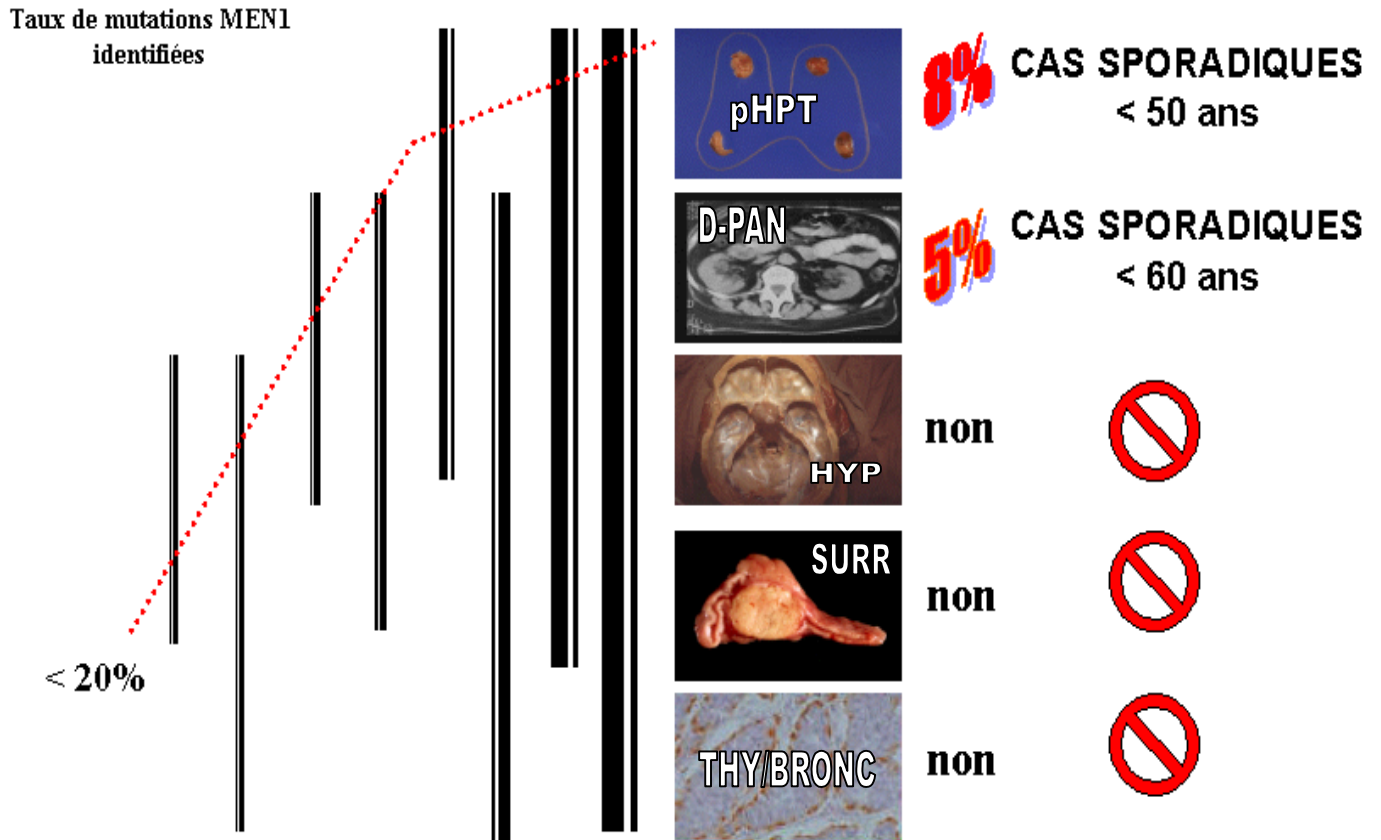 Taux de mutations MEN1
identifiées
< 20%
pHPT
8%
CAS SPORADIQUES
< 50 ans
D-PAN
5%
CAS SPORADIQUES
< 60 ans
HYP
non
SURR
non
THY/BRONC
non